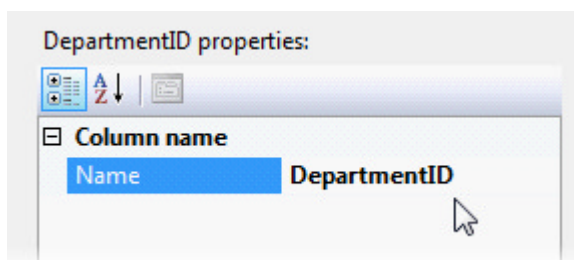 DepartmentID properties:
A
Z
Column name
Name DepartmentID